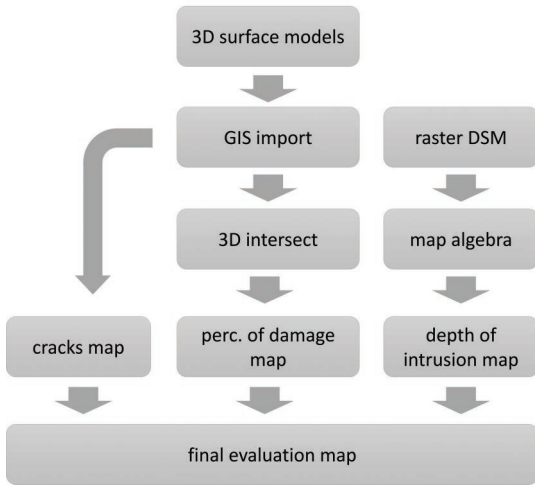 3D surface models
GIS import
raster DSM
3D intersect
map algebra
cracks map
perc. of damage
map
depth of
intrusion map
final evaluation map